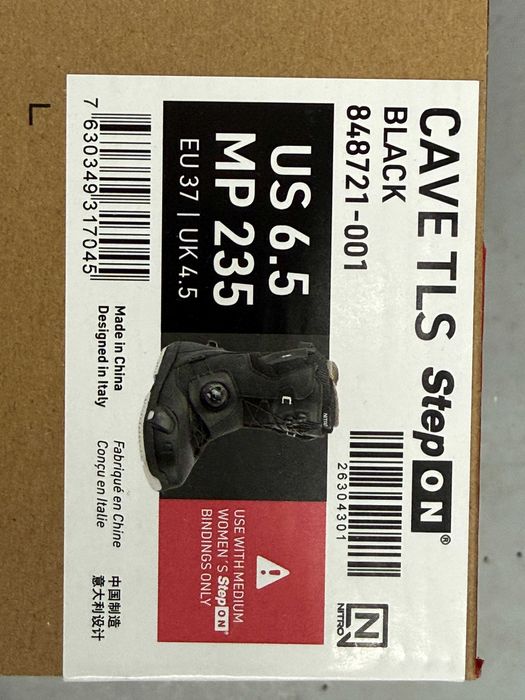 CAVE TLS Step ON®
BLACK
848721-001
US 6.5
MP 235
EU 37 | UK 4.5
7 630349 317045
26304301
N
NITRO
C
NITRO
USE WITH MEDIUM
WOMEN'S Step ON®
BINDINGS ONLY
Made in China
Designed in Italy
Fabriqué en Chine
Conçu en Italie
中国制造
意大利设计